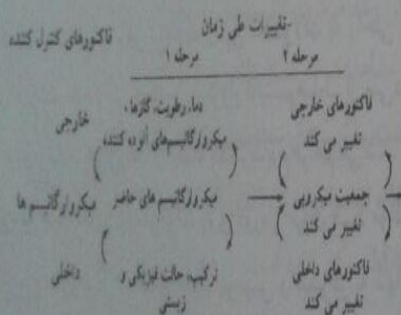 -تغییرات طی زمان
فاکتورهای کنترل کننده
مرحله ۱
مرحله ۲
خارجی
دما، رطوبت، گازها،
میکروارگانیسم‌های آلوده کننده
فاکتورهای خارجی
تغییر می کند
میکروارگانیسم ها
میکروارگانیسم های حاضر
جمعیت میکروبی
تغییر می کند
داخلی
ترکیب، حالت فیزیکی و
زیستی
فاکتورهای داخلی
تغییر می کند